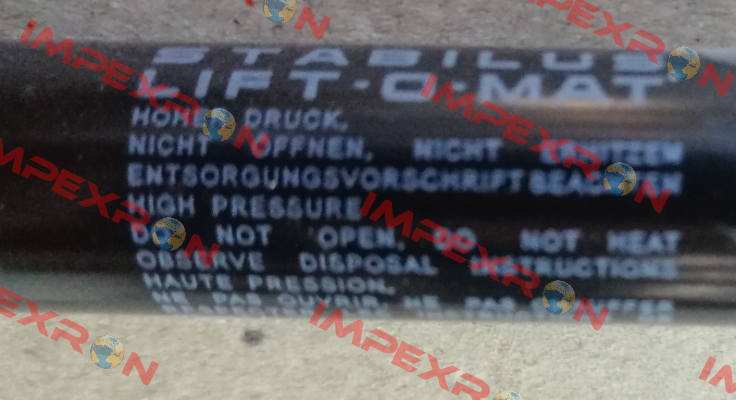 STABILUS
LIFT-O-MAT
HOHER DRUCK.
NICHT ÖFFNEN. NICHT ERHITZEN
ENTSORGUNGSVORSCHRIFT BEACHTEN
HIGH PRESSURE
DO NOT OPEN. DO NOT HEAT
OBSERVE DISPOSAL INSTRUCTIONS
HAUTE PRESSION.
NE PAS OUVRIR. NE PAS
IMPEXRON
IMPEXRON
IMPEXRON
IMPEXRON
IMPEXRON
IMPEXRON